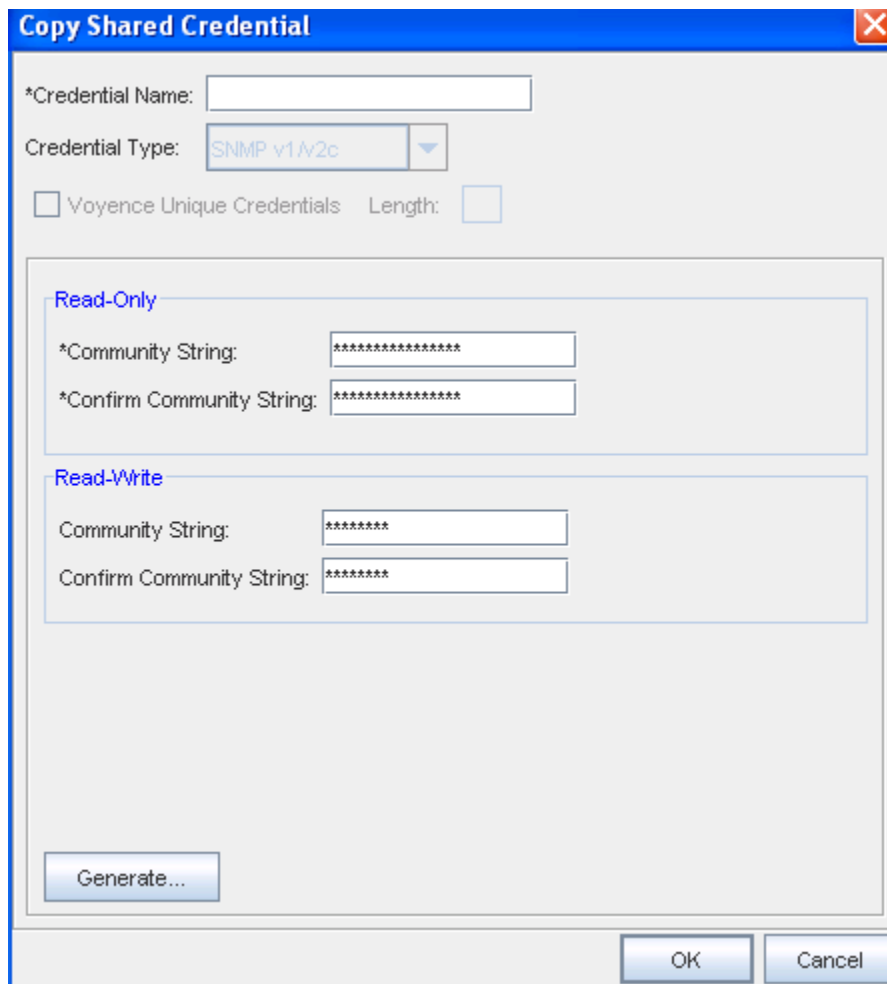 Copy Shared Credential
*Credential Name:
Credential Type: SNMP v1/v2c
Voyence Unique Credentials Length:
Read-Only
*Community String: ****************
*Confirm Community String: ****************
Read-Write
Community String: ********
Confirm Community String: ********
Generate...
OK Cancel